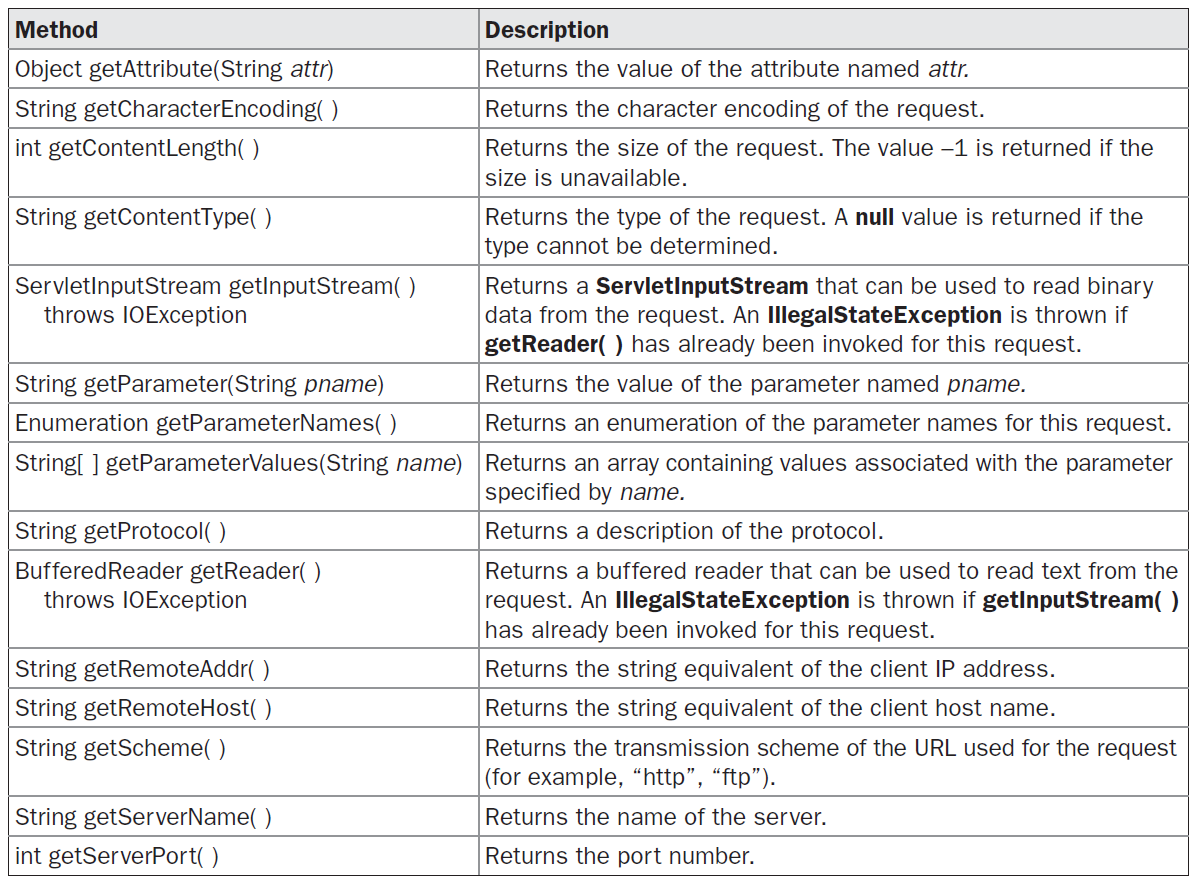 Method Description
Object getAttribute(String attr) Returns the value of the attribute named attr.
String getCharacterEncoding( ) Returns the character encoding of the request.
int getContentLength( ) Returns the size of the request. The value –1 is returned if the
size is unavailable.
String getContentType( ) Returns the type of the request. A null value is returned if the
type cannot be determined.
ServletInputStream getInputStream( ) Returns a ServletInputStream that can be used to read binary
throws IOException data from the request. An IllegalStateException is thrown if
getReader( ) has already been invoked for this request.
String getParameter(String pname) Returns the value of the parameter named pname.
Enumeration getParameterNames( ) Returns an enumeration of the parameter names for this request.
String[ ] getParameterValues(String name) Returns an array containing values associated with the parameter
specified by name.
String getProtocol( ) Returns a description of the protocol.
BufferedReader getReader( ) Returns a buffered reader that can be used to read text from the
throws IOException request. An IllegalStateException is thrown if getInputStream( )
has already been invoked for this request.
String getRemoteAddr( ) Returns the string equivalent of the client IP address.
String getRemoteHost( ) Returns the string equivalent of the client host name.
String getScheme( ) Returns the transmission scheme of the URL used for the request
(for example, “http”, “ftp”).
String getServerName( ) Returns the name of the server.
int getServerPort( ) Returns the port number.